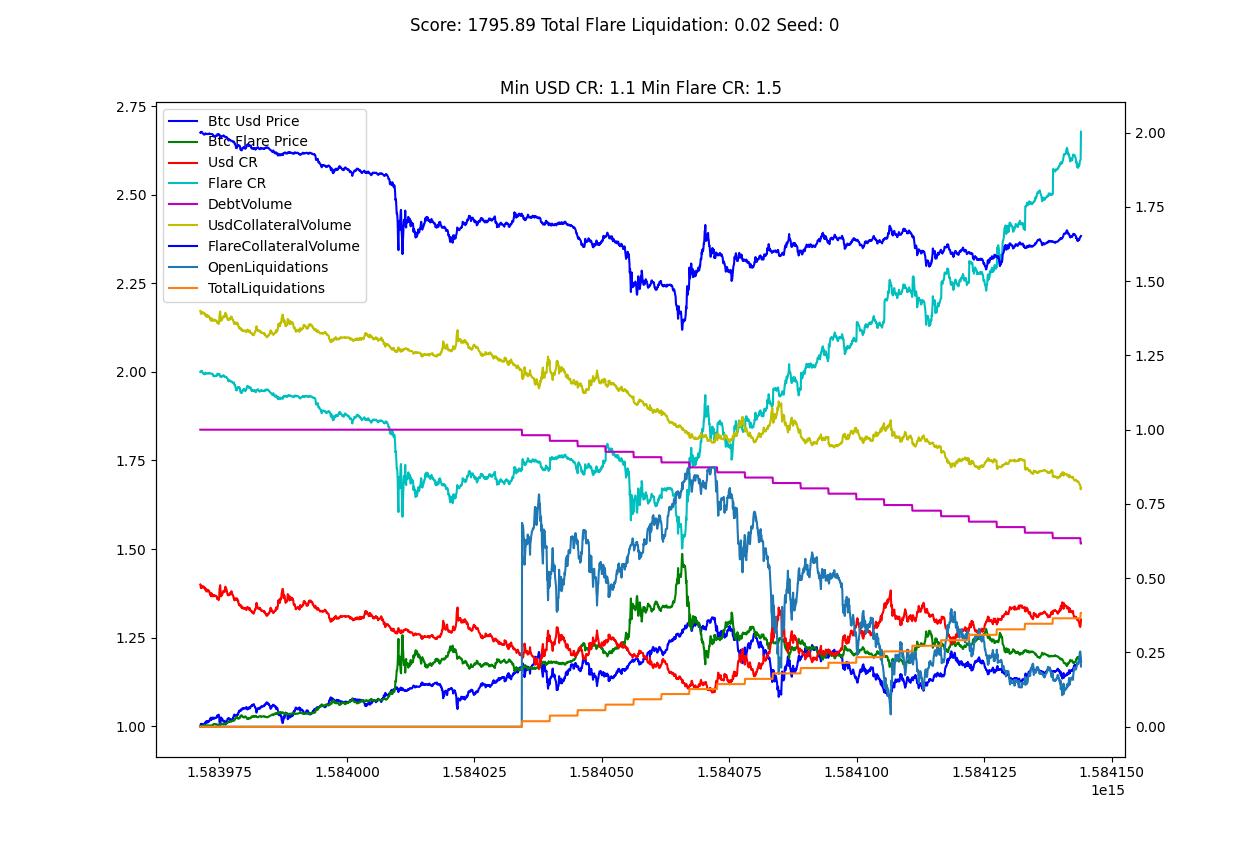 Score: 1795.89 Total Flare Liquidation: 0.02 Seed: 0
Min USD CR: 1.1 Min Flare CR: 1.5
Btc Usd Price
Btc Flare Price
Usd CR
Flare CR
DebtVolume
UsdCollateralVolume
FlareCollateralVolume
OpenLiquidations
TotalLiquidations
2.75
2.50
2.25
2.00
1.75
1.50
1.25
1.00
2.00
1.75
1.50
1.25
1.00
0.75
0.50
0.25
0.00
1.583975 1.584000 1.584025 1.584050 1.584075 1.584100 1.584125 1.584150
1e15